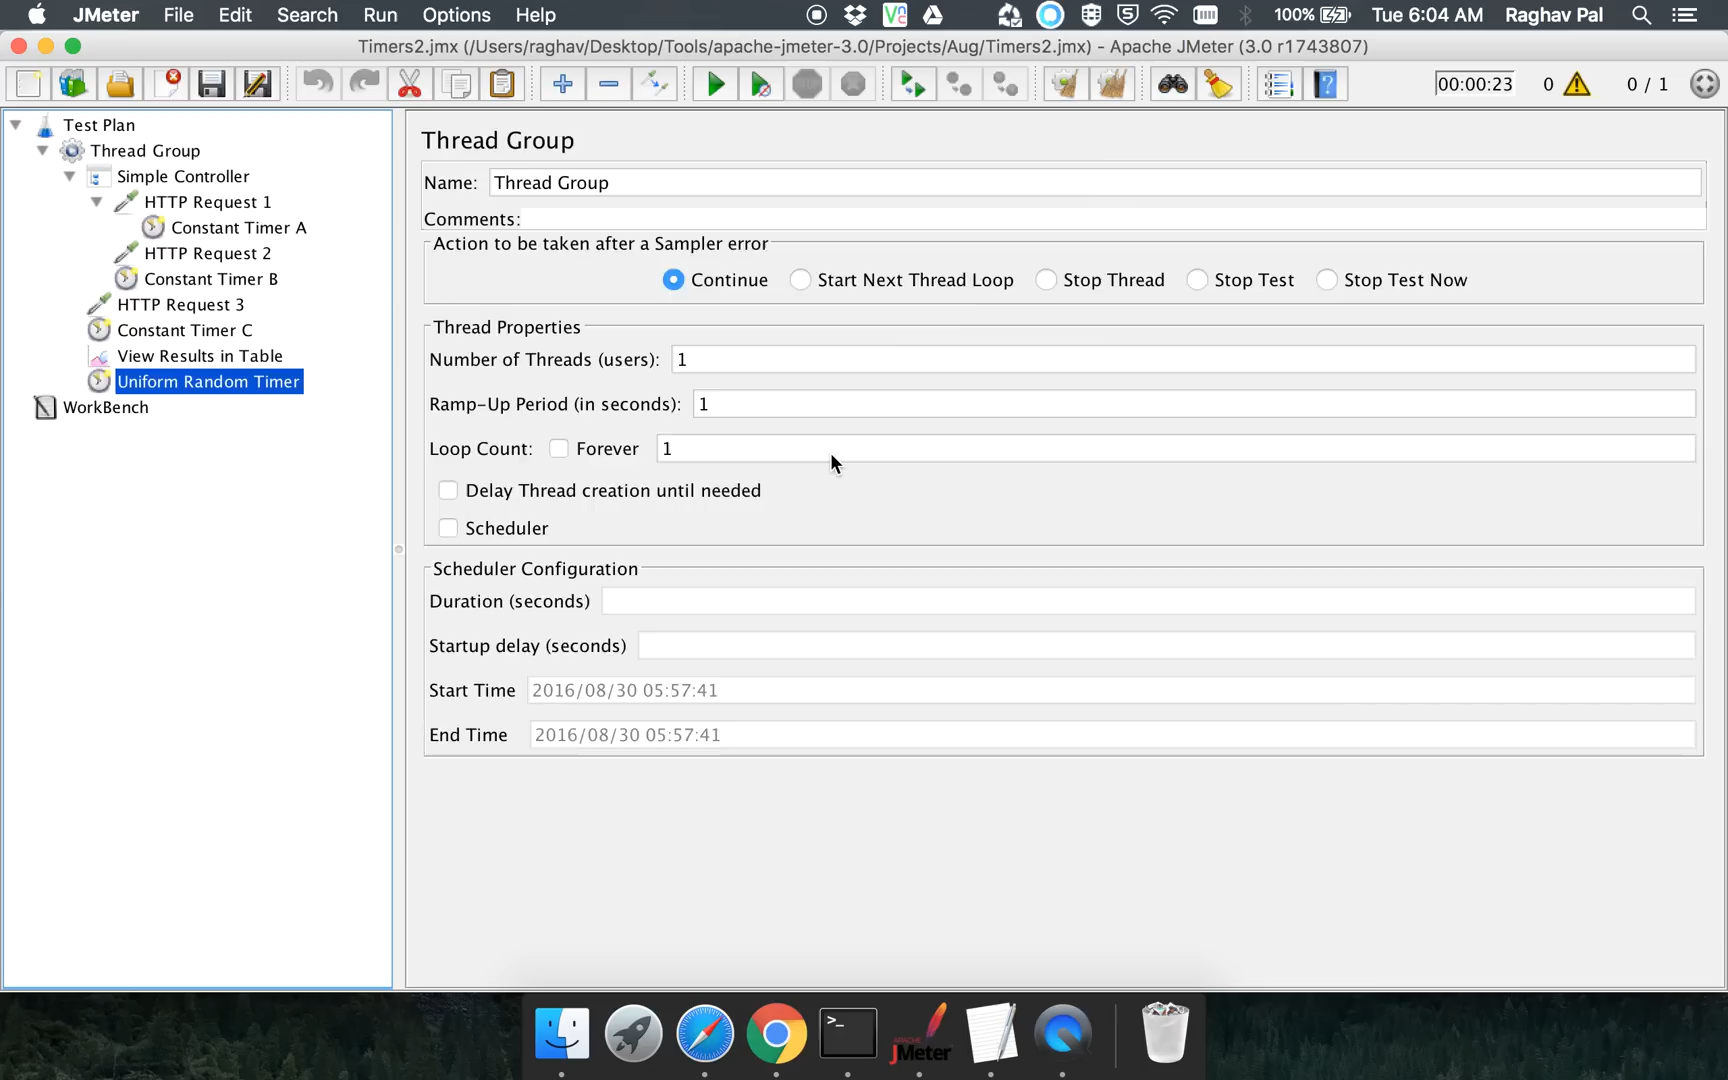 JMeter File Edit Search Run Options Help 100% Tue 6:04 AM Raghav Pal
Timers2.jmx (/Users/raghav/Desktop/Tools/apache-jmeter-3.0/Projects/Aug/Timers2.jmx) - Apache JMeter (3.0 r1743807)
00:00:23 0 0 / 1
Test Plan
Thread Group
Simple Controller
HTTP Request 1
Constant Timer A
HTTP Request 2
Constant Timer B
HTTP Request 3
Constant Timer C
View Results in Table
Uniform Random Timer
WorkBench
Thread Group
Name: Thread Group
Comments:
Action to be taken after a Sampler error
Continue Start Next Thread Loop Stop Thread Stop Test Stop Test Now
Thread Properties
Number of Threads (users): 1
Ramp-Up Period (in seconds): 1
Loop Count: Forever 1
Delay Thread creation until needed
Scheduler
Scheduler Configuration
Duration (seconds)
Startup delay (seconds)
Start Time 2016/08/30 05:57:41
End Time 2016/08/30 05:57:41
APACHE
JMeter